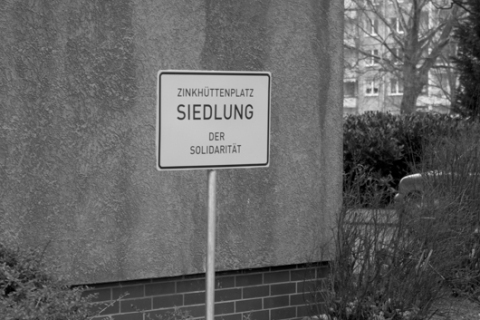 ZINKHÜTTENPLATZ
SIEDLUNG
DER
SOLIDARITÄT